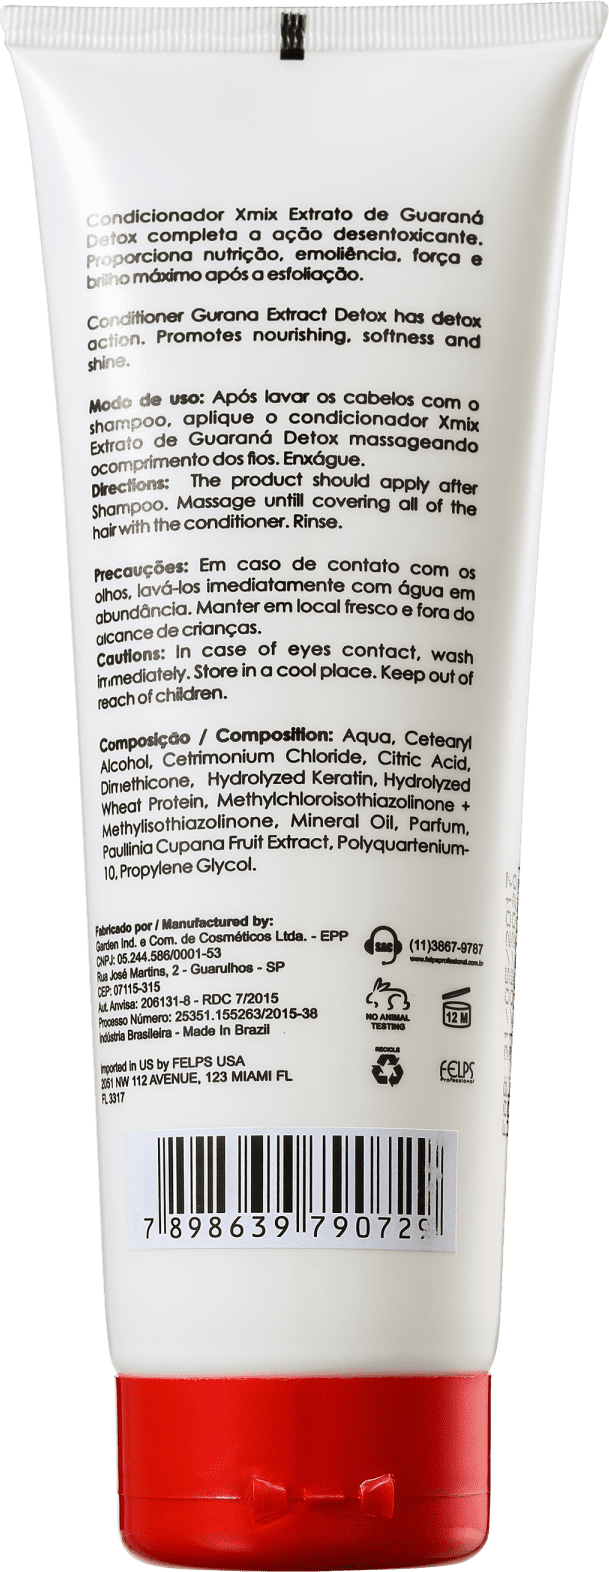 Condicionador Xmix Extrato de Guaraná
Detox completa a ação desentoxicante.
Proporciona nutrição, emoliência, força e
brilho máximo após a esfoliação.
Conditioner Gurana Extract Detox has detox
action. Promotes nourishing, softness and
shine.
Modo de uso: Após lavar os cabelos com o
shampoo, aplique o condicionador Xmix
Extrato de Guaraná Detox massageando
ocomprimento dos fios. Enxágue.
Directions: The product should apply after
Shampoo. Massage untill covering all of the
hair with the conditioner. Rinse.
Precauções: Em caso de contato com os
olhos, lavá-los imediatamente com água em
abundância. Manter em local fresco e fora do
alcance de crianças.
Cautions: In case of eyes contact, wash
immediately. Store in a cool place. Keep out of
reach of children.
Composição / Composition: Aqua, Cetearyl
Alcohol, Cetrimonium Chloride, Citric Acid,
Dimethicone, Hydrolyzed Keratin, Hydrolyzed
Wheat Protein, Methylchloroisothiazolinone +
Methylisothiazolinone, Mineral Oil, Parfum,
Paullinia Cupana Fruit Extract, Polyquartenium-
10, Propylene Glycol.
Fabricado por / Manufactured by:
Garden Ind. e Com. de Cosméticos Ltda. - EPP
CNPJ: 05.244.586/0001-53
Rua José Martins, 2 - Guarulhos - SP
CEP: 07115-315
Aut. Anvisa: 206131-8 - RDC 7/2015
Processo Número: 25351.155263/2015-38
Indústria Brasileira - Made In Brazil
Imported in US by FELPS USA
2051 NW 112 AVENUE, 123 MIAMI FL
FL 3317
SAC
(11)3867-9787
www.felpsprofissional.com.br
NO ANIMAL
TESTING
12 M
RECICLE
FELPS
Professional
7 898639 790729